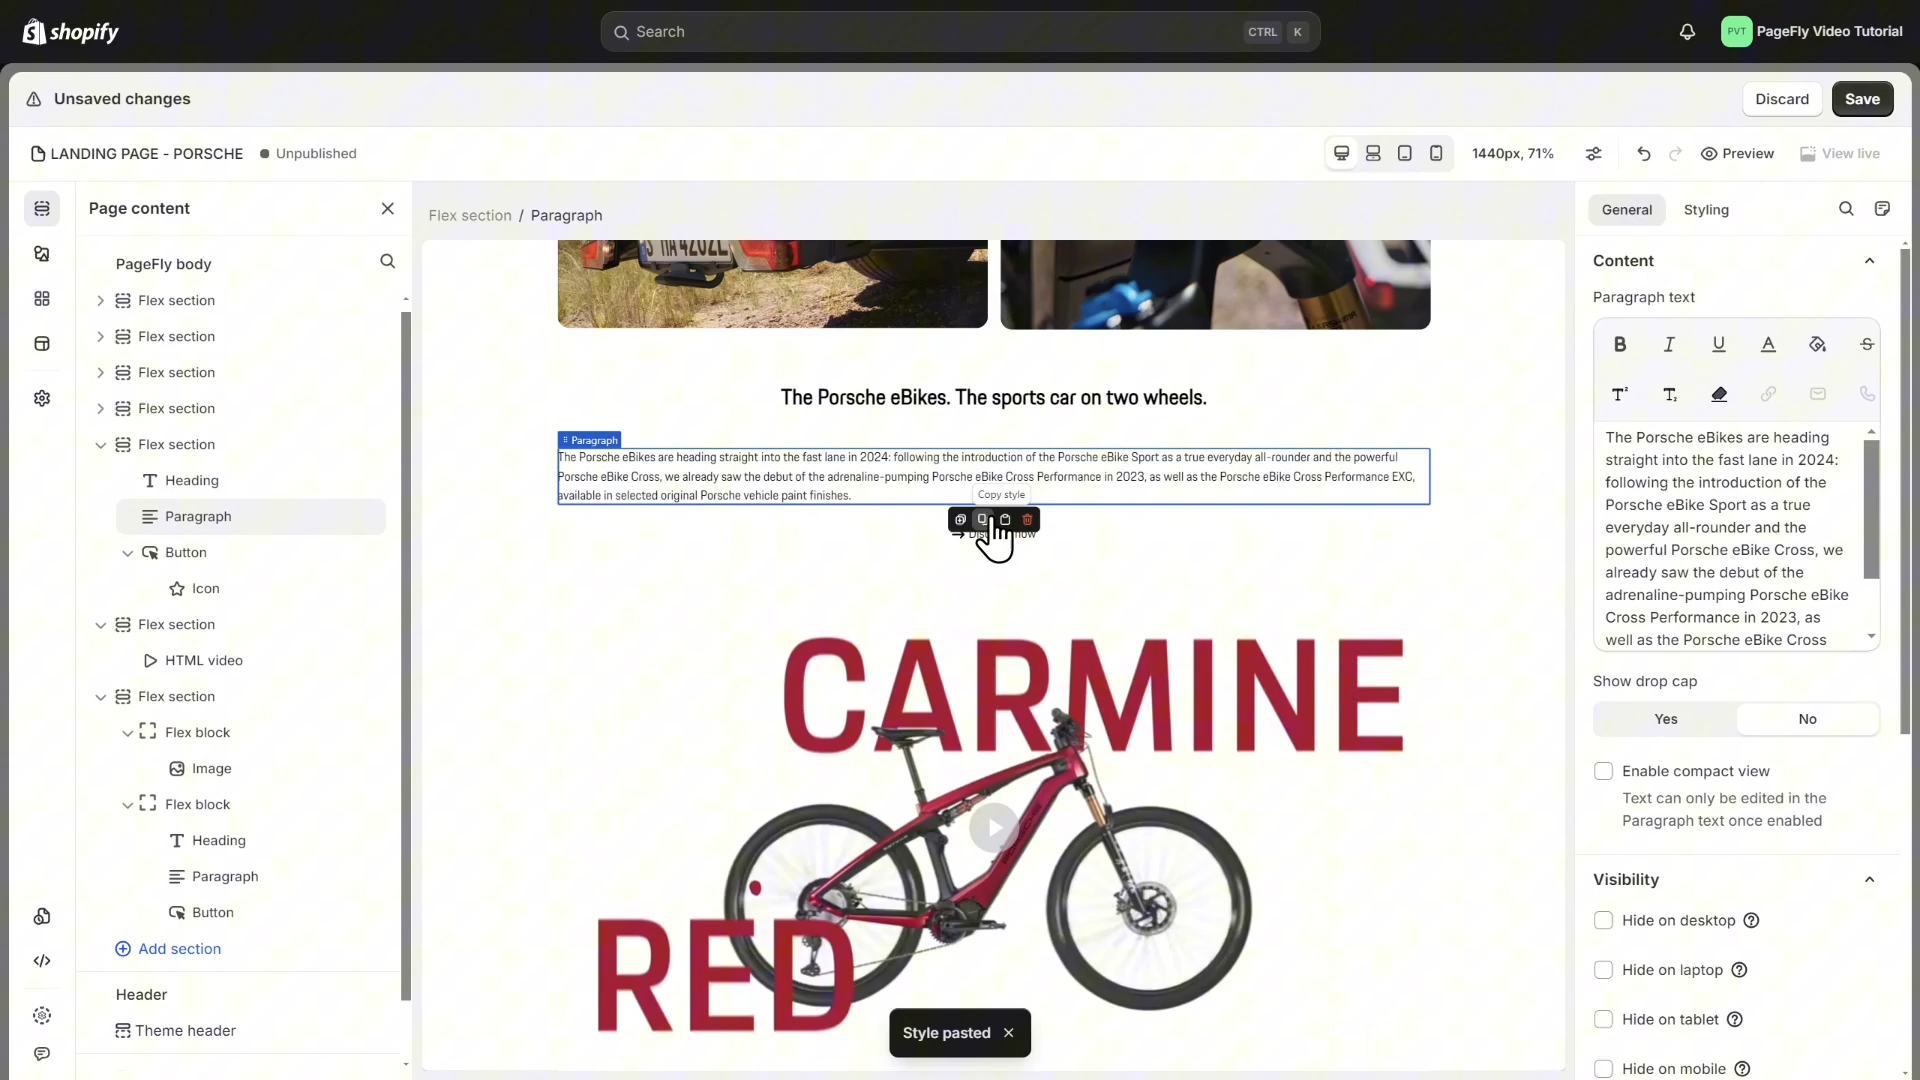 shopify
Search
CTRL
K
PVT
PageFly Video Tutorial
Unsaved changes
Discard
Save
LANDING PAGE - PORSCHE
Unpublished
1440px, 71%
Preview
View live
Page content
PageFly body
Flex section
Flex section
Flex section
Flex section
Flex section
Heading
Paragraph
Button
Icon
Flex section
HTML video
Flex section
Flex block
Image
Flex block
Heading
Paragraph
Button
Add section
Header
Theme header
Flex section / Paragraph
The Porsche eBikes. The sports car on two wheels.
Paragraph
The Porsche eBikes are heading straight into the fast lane in 2024: following the introduction of the Porsche eBike Sport as a true everyday all-rounder and the powerful
Porsche eBike Cross, we already saw the debut of the adrenaline-pumping Porsche eBike Cross Performance in 2023, as well as the Porsche eBike Cross Performance EXC,
available in selected original Porsche vehicle paint finishes.
Copy style
CARMINE
RED
Style pasted
General
Styling
Content
Paragraph text
The Porsche eBikes are heading
straight into the fast lane in 2024:
following the introduction of the
Porsche eBike Sport as a true
everyday all-rounder and the
powerful Porsche eBike Cross, we
already saw the debut of the
adrenaline-pumping Porsche eBike
Cross Performance in 2023, as
well as the Porsche eBike Cross
Show drop cap
Yes
No
Enable compact view
Text can only be edited in the
Paragraph text once enabled
Visibility
Hide on desktop
Hide on laptop
Hide on tablet
Hide on mobile